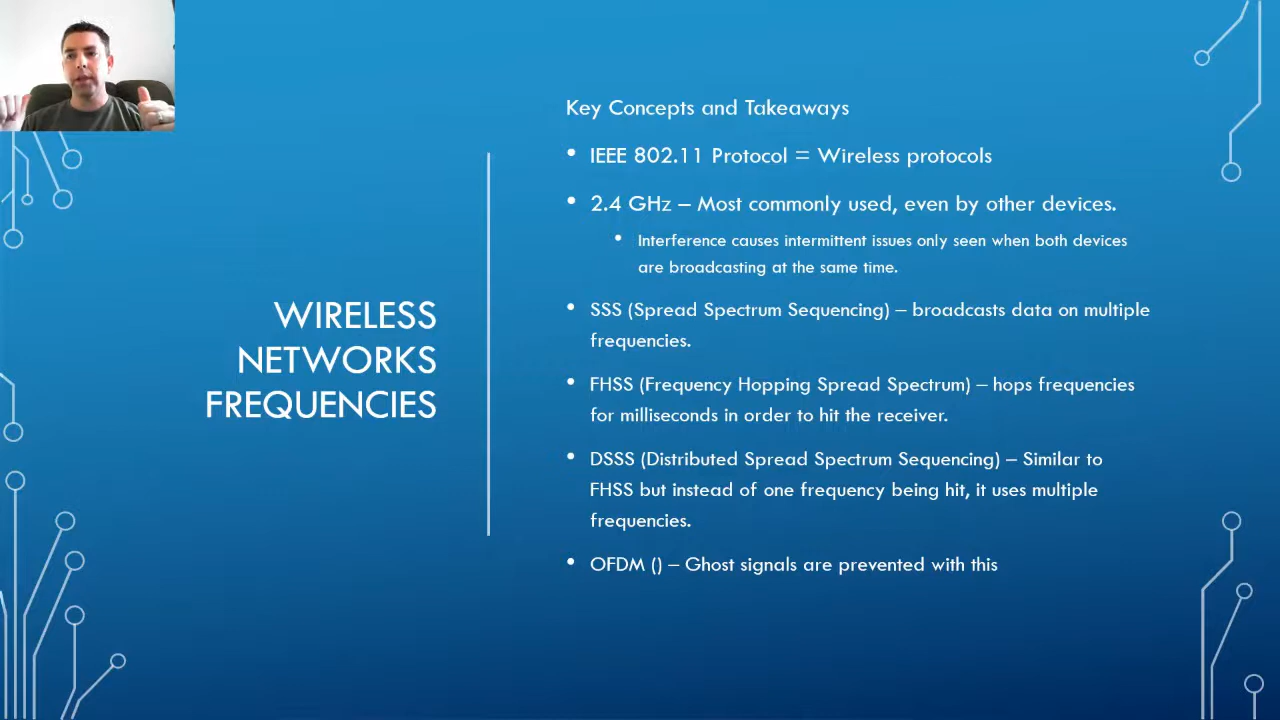 WIRELESS
NETWORKS
FREQUENCIES
Key Concepts and Takeaways
• IEEE 802.11 Protocol = Wireless protocols
• 2.4 GHz – Most commonly used, even by other devices.
• Interference causes intermittent issues only seen when both devices
are broadcasting at the same time.
• SSS (Spread Spectrum Sequencing) – broadcasts data on multiple
frequencies.
• FHSS (Frequency Hopping Spread Spectrum) – hops frequencies
for milliseconds in order to hit the receiver.
• DSSS (Distributed Spread Spectrum Sequencing) – Similar to
FHSS but instead of one frequency being hit, it uses multiple
frequencies.
• OFDM () – Ghost signals are prevented with this